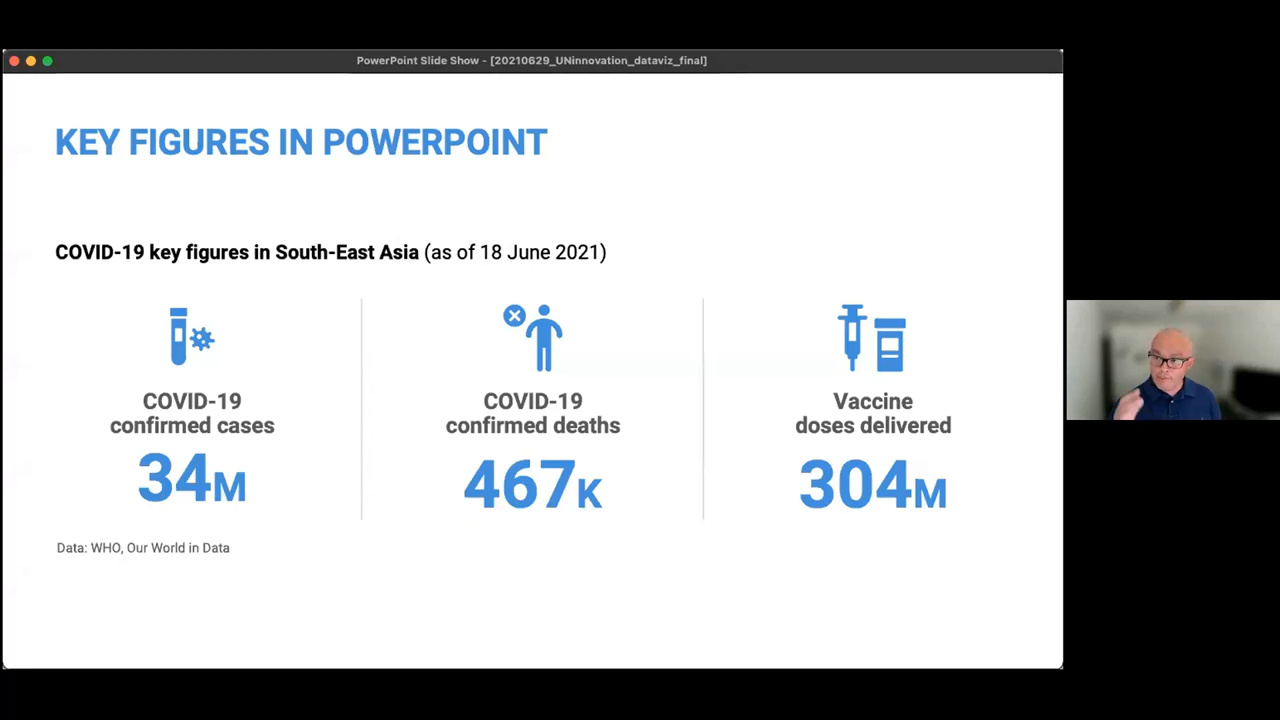 PowerPoint Slide Show - [20210629_UNinnovation_dataviz_final]
KEY FIGURES IN POWERPOINT
COVID-19 key figures in South-East Asia (as of 18 June 2021)
COVID-19
confirmed cases
34M
COVID-19
confirmed deaths
467K
Vaccine
doses delivered
304M
Data: WHO, Our World in Data